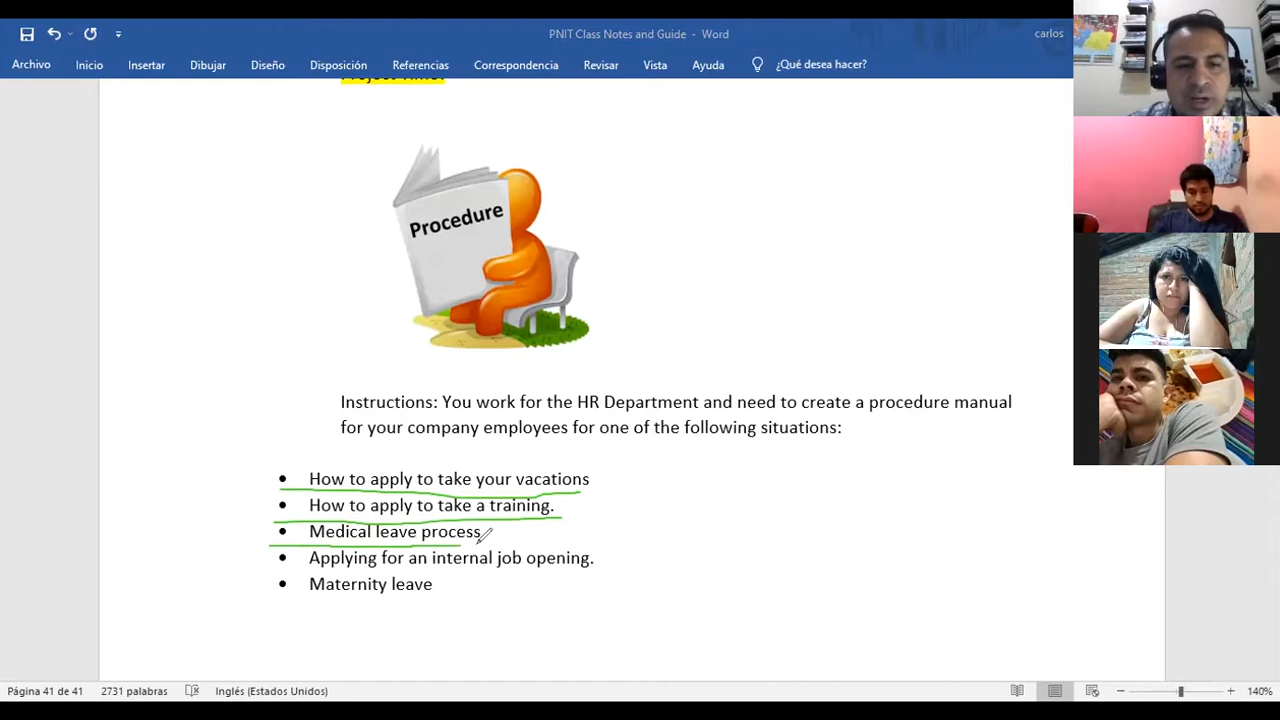 PNIT Class Notes and Guide - Word
carlos
Archivo
Inicio
Insertar
Dibujar
Diseño
Disposición
Referencias
Correspondencia
Revisar
Vista
Ayuda
¿Qué desea hacer?
Procedure
Instructions: You work for the HR Department and need to create a procedure manual
for your company employees for one of the following situations:
• How to apply to take your vacations
• How to apply to take a training.
• Medical leave process
• Applying for an internal job opening.
• Maternity leave
Página 41 de 41
2731 palabras
Inglés (Estados Unidos)
140%